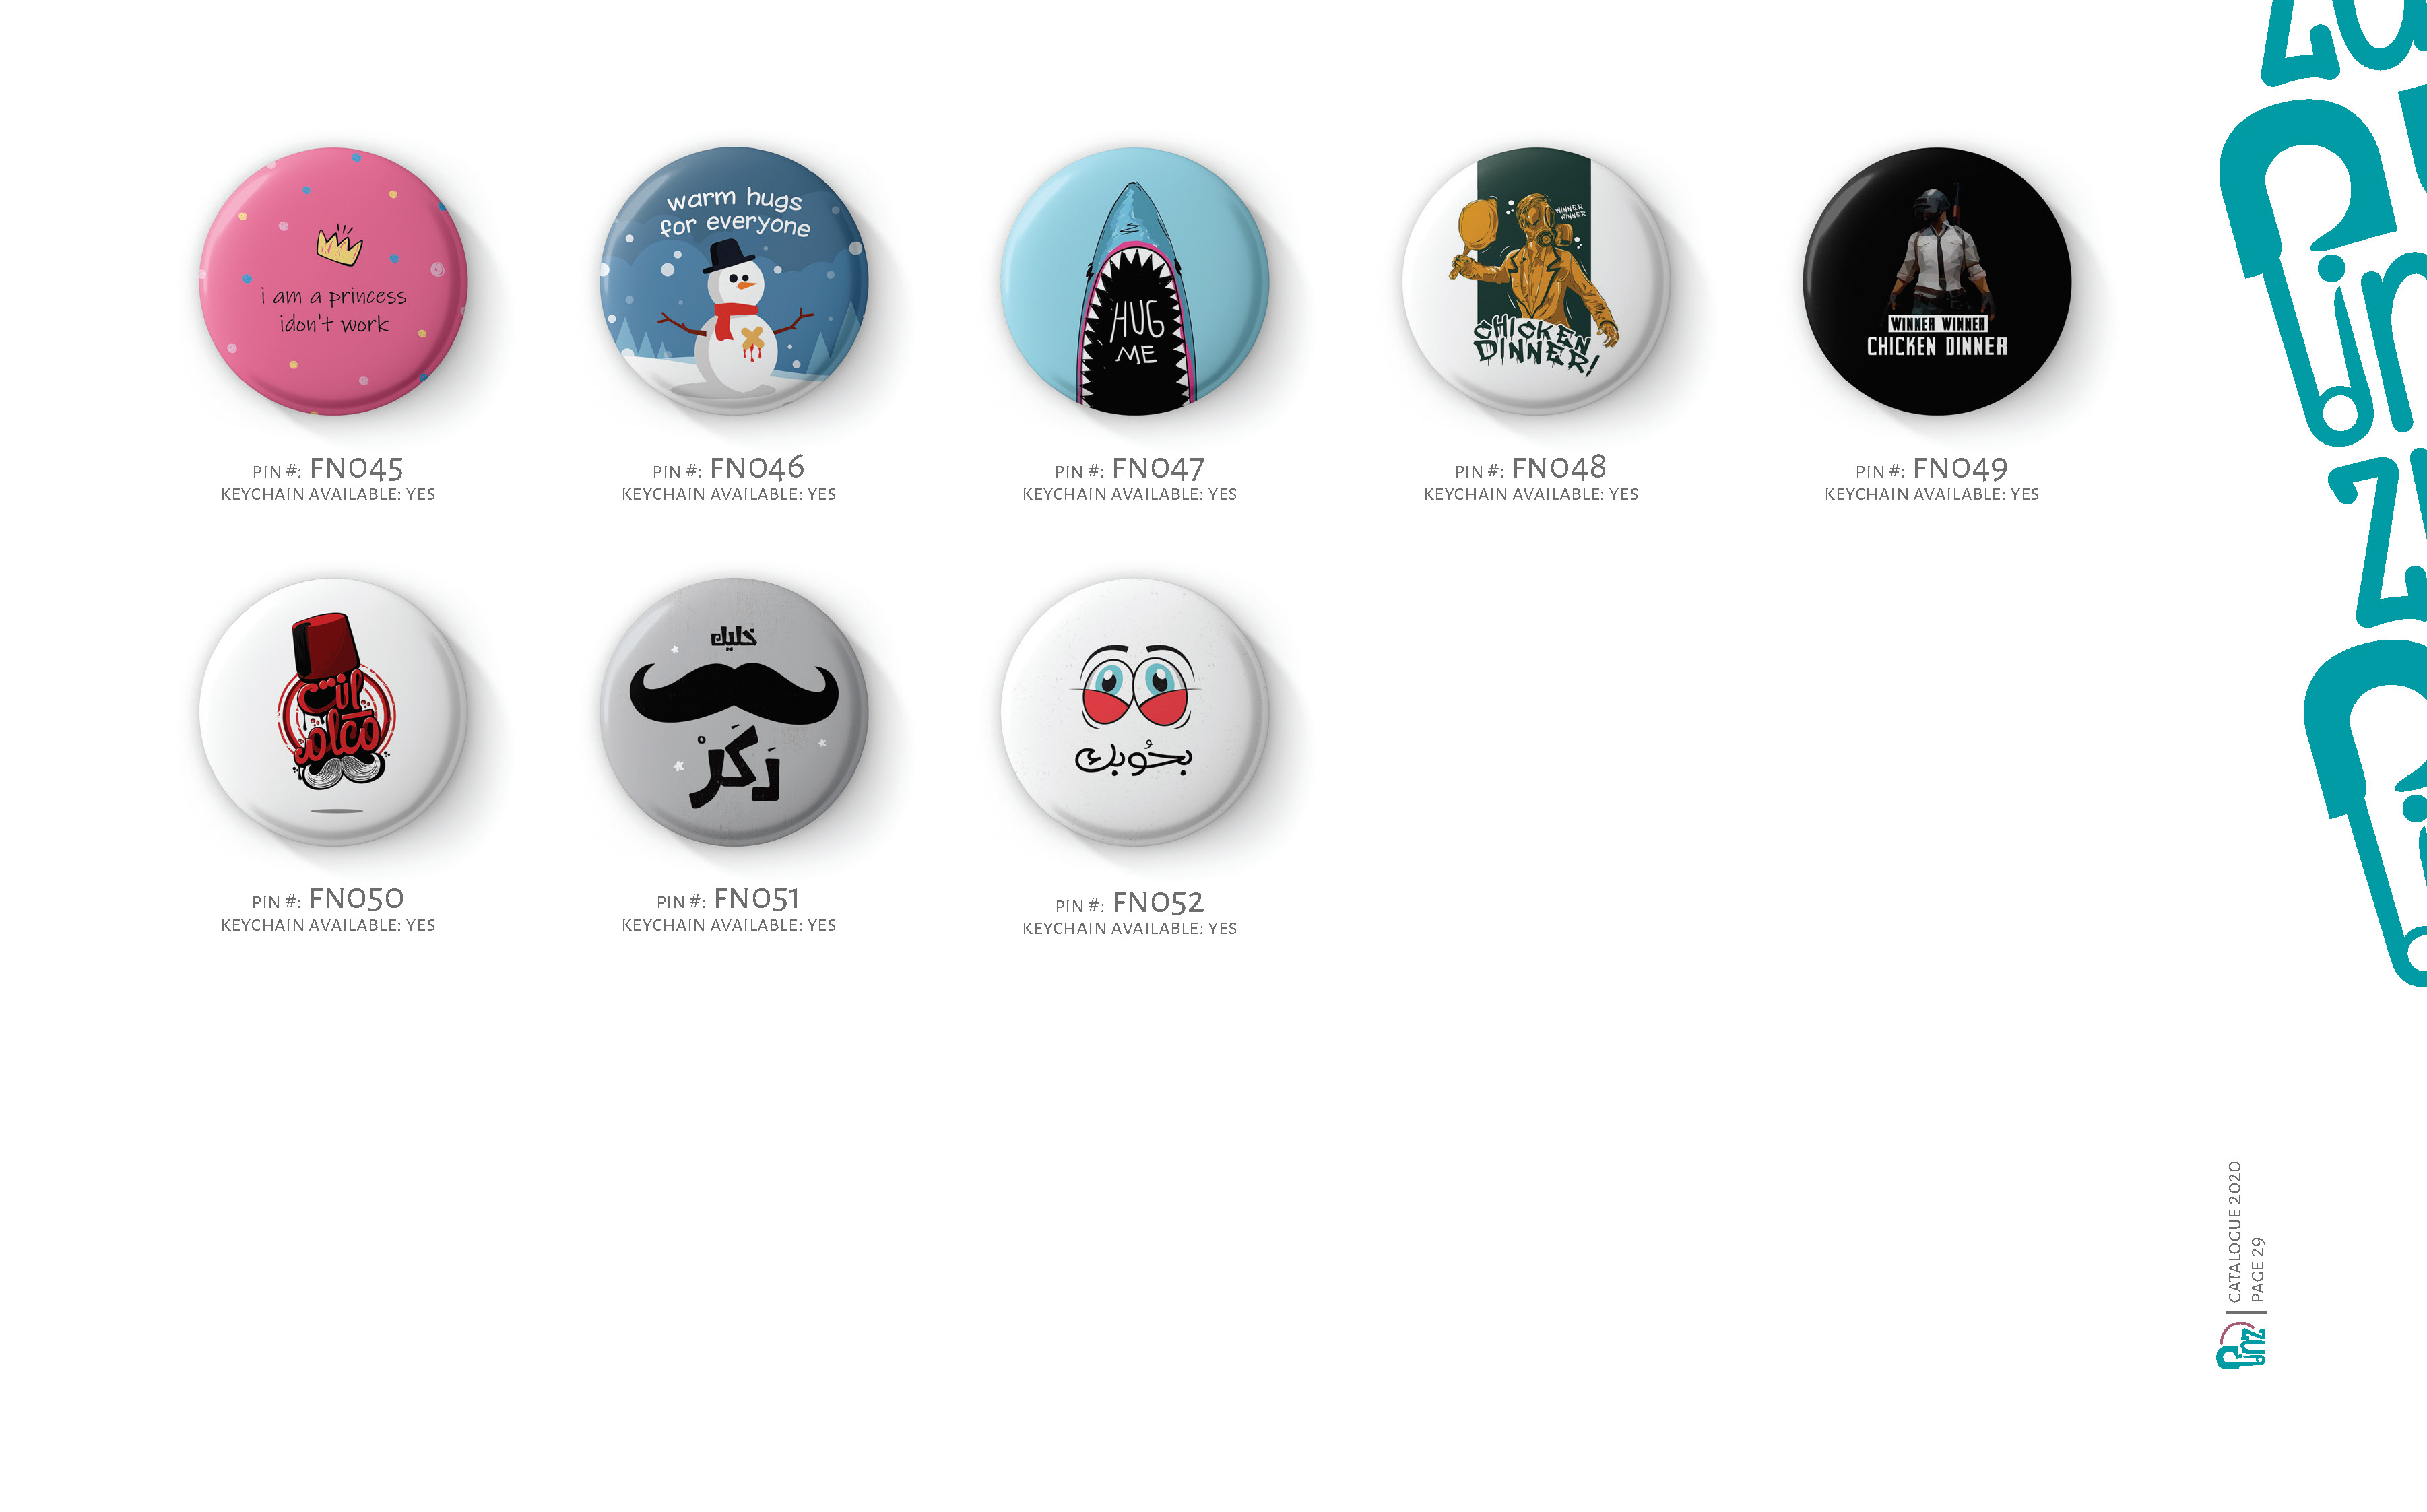 i am a princess
idon't work
PIN #: FN045
KEYCHAIN AVAILABLE: YES
warm hugs
for everyone
PIN #: FN046
KEYCHAIN AVAILABLE: YES
HUG
ME
PIN #: FN047
KEYCHAIN AVAILABLE: YES
WINNER
WINNER
CHICKEN
DINNER!
PIN #: FN048
KEYCHAIN AVAILABLE: YES
WINNER WINNER
CHICKEN DINNER
PIN #: FN049
KEYCHAIN AVAILABLE: YES
انت
معلم
PIN #: FN050
KEYCHAIN AVAILABLE: YES
خليك
دَكَرْ
PIN #: FN051
KEYCHAIN AVAILABLE: YES
بحُوبك
PIN #: FN052
KEYCHAIN AVAILABLE: YES
CATALOGUE 2020
PAGE 29
pinz